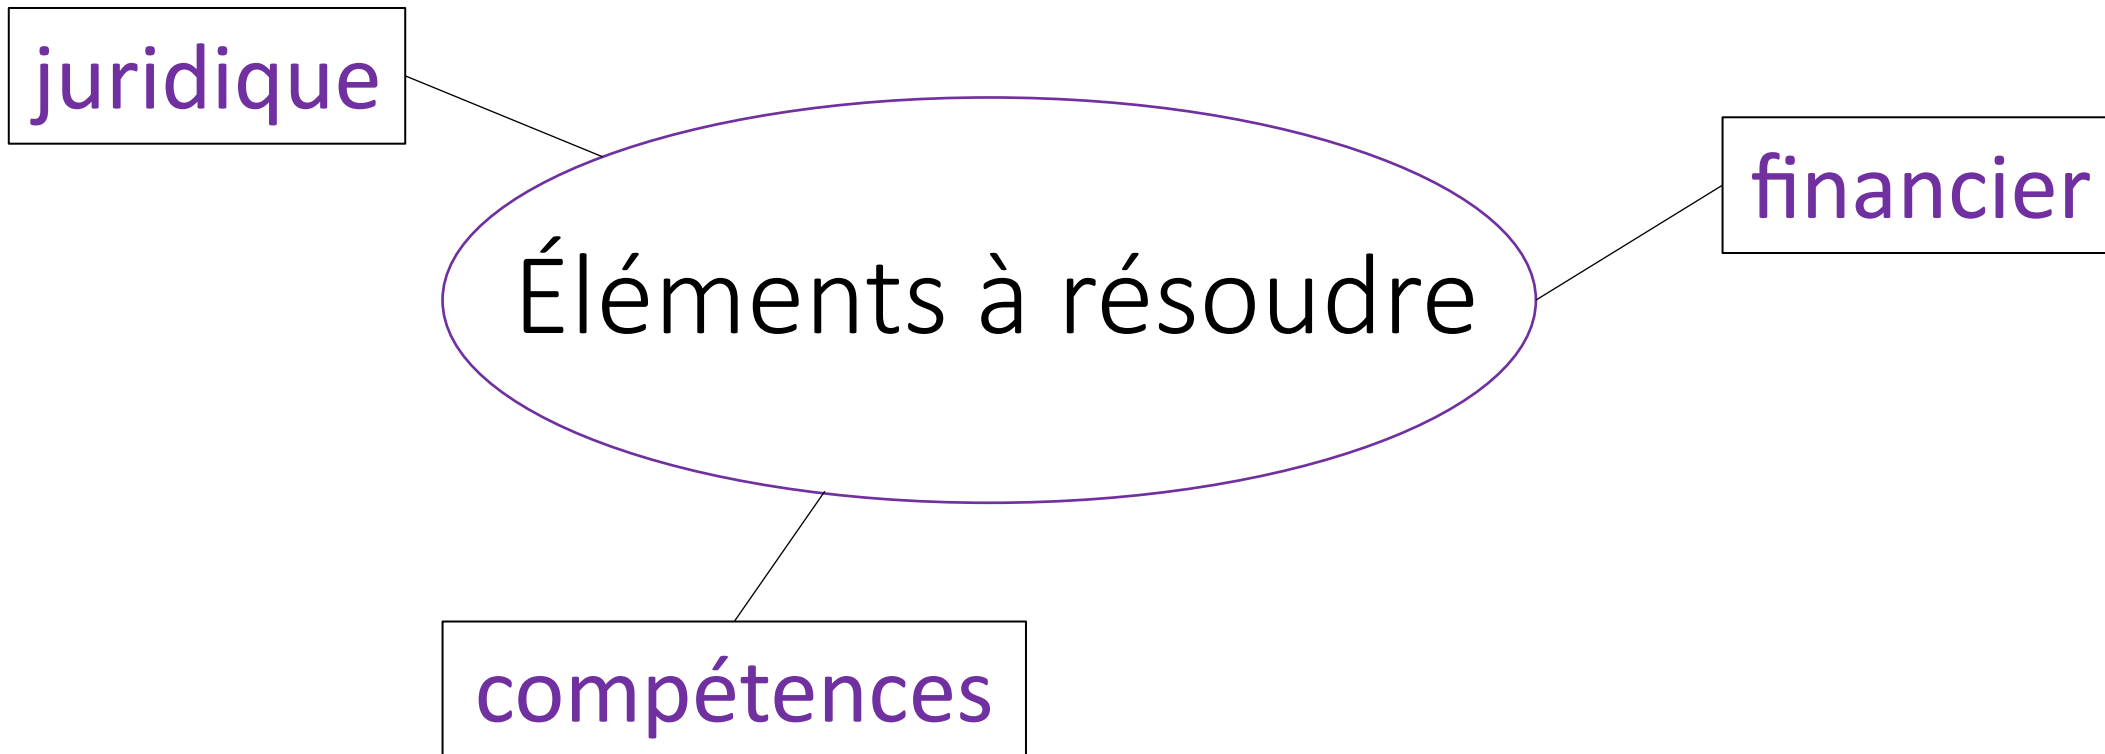 juridique
financier
Éléments à résoudre
compétences